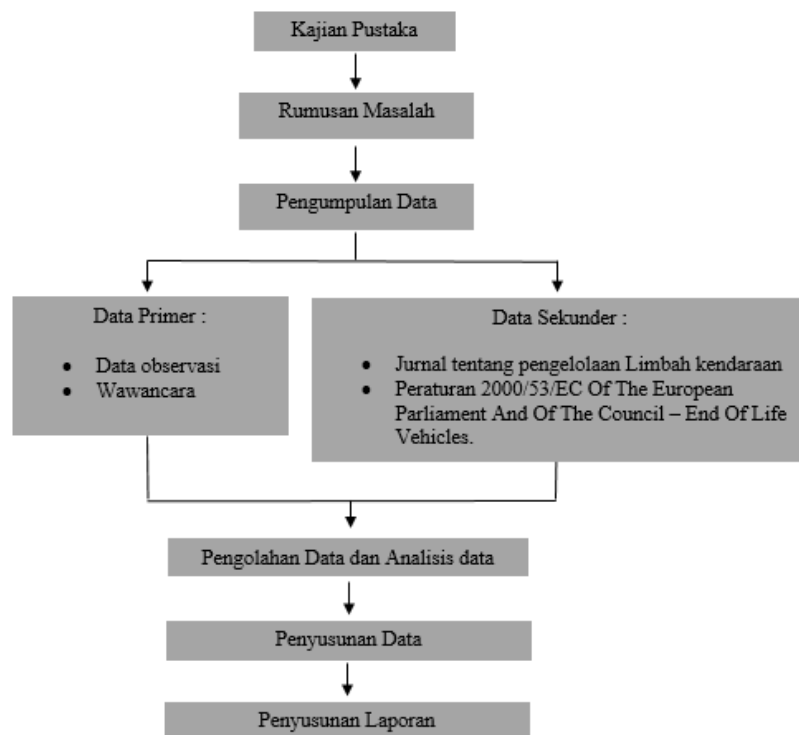 Kajian Pustaka
Rumusan Masalah
Pengumpulan Data
Data Primer :
• Data observasi
• Wawancara
Data Sekunder :
• Jurnal tentang pengelolaan Limbah kendaraan
• Peraturan 2000/53/EC Of The European
Parliament And Of The Council – End Of Life
Vehicles.
Pengolahan Data dan Analisis data
Penyusunan Data
Penyusunan Laporan